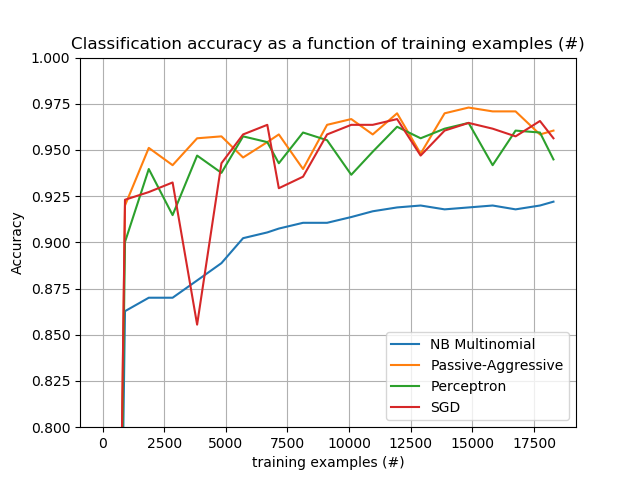 Classification accuracy as a function of training examples (#)
1.000
0.975
0.950
0.925
0.900
0.875
0.850
0.825
0.800
Accuracy
NB Multinomial
Passive-Aggressive
Perceptron
SGD
0 2500 5000 7500 10000 12500 15000 17500
training examples (#)